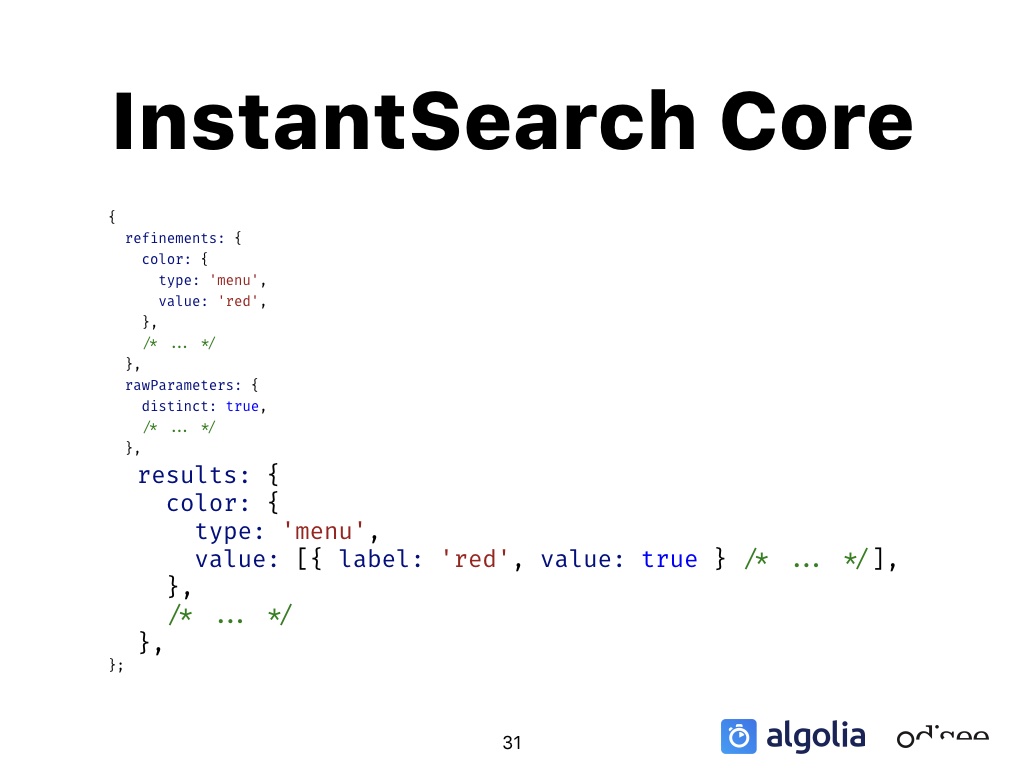 InstantSearch Core
{
  refinements: {
    color: {
      type: 'menu',
      value: 'red',
    },
    /* ... */
  },
  rawParameters: {
    distinct: true,
    /* ... */
  },
  results: {
    color: {
      type: 'menu',
      value: [{ label: 'red', value: true } /* ... */],
    },
    /* ... */
  },
};
31
algolia
odisee